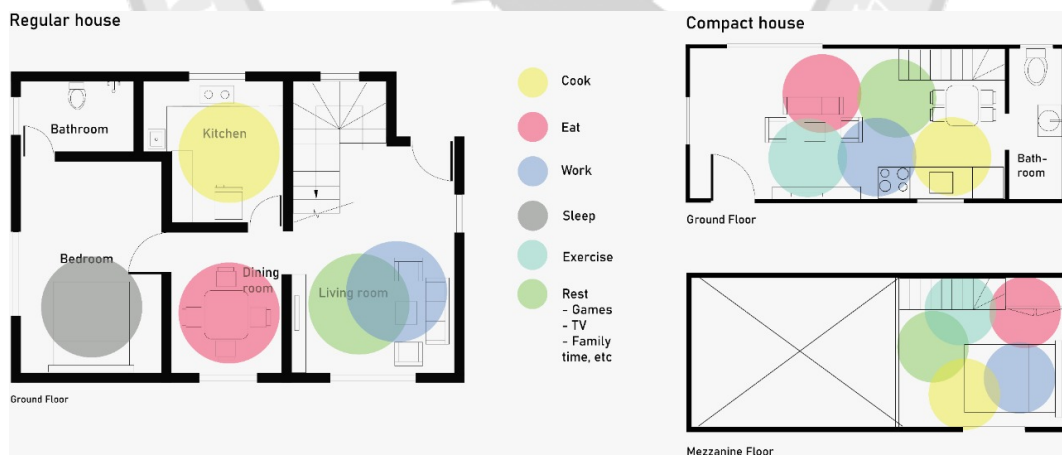 Regular house
Bathroom
Kitchen
Bedroom
Dining
room
Living room
Ground Floor
Cook
Eat
Work
Sleep
Exercise
Rest
- Games
- TV
- Family
time, etc
Compact house
Bath-
room
Ground Floor
Mezzanine Floor